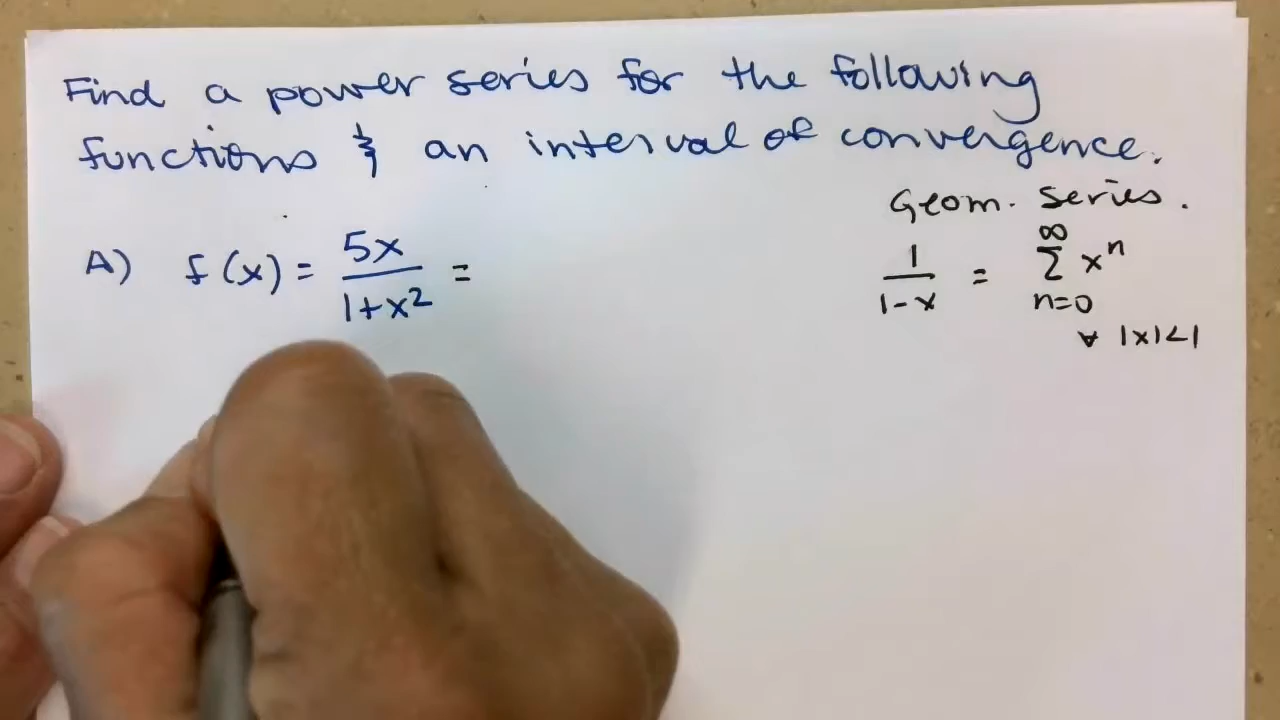 Find a power series for the following
functions & an interval of convergence.
Geom. series.
A) f(x) = 5x/(1+x²) =
1/(1-x) = ∞ Σ n=0 xⁿ
∀ |x|<1